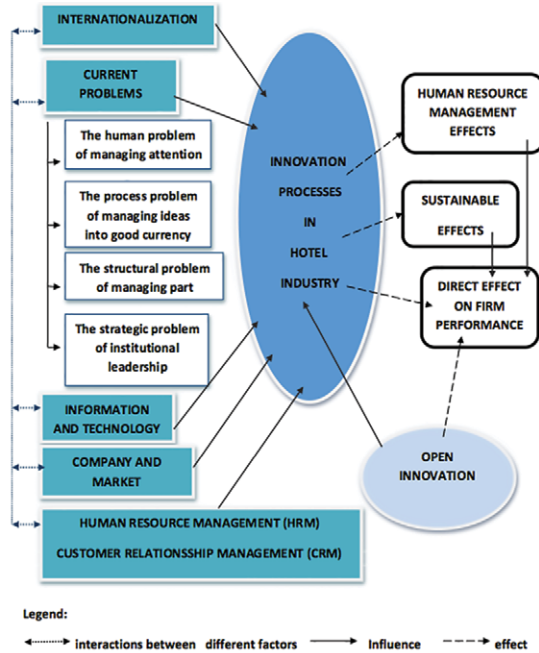 INTERNATIONALIZATION
CURRENT
PROBLEMS
The human problem
of managing attention
The process problem
of managing ideas
into good currency
The structural problem
of managing part
The strategic problem
of institutional
leadership
INFORMATION
AND TECHNOLOGY
COMPANY AND
MARKET
HUMAN RESOURCE MANAGEMENT (HRM)
CUSTOMER RELATIONSSHIP MANAGEMENT (CRM)
INNOVATION
PROCESSES
IN
HOTEL
INDUSTRY
HUMAN RESOURCE
MANAGEMENT
EFFECTS
SUSTAINABLE
EFFECTS
DIRECT EFFECT
ON FIRM
PERFORMANCE
OPEN
INNOVATION
Legend:
interactions between different factors
Influence
effect